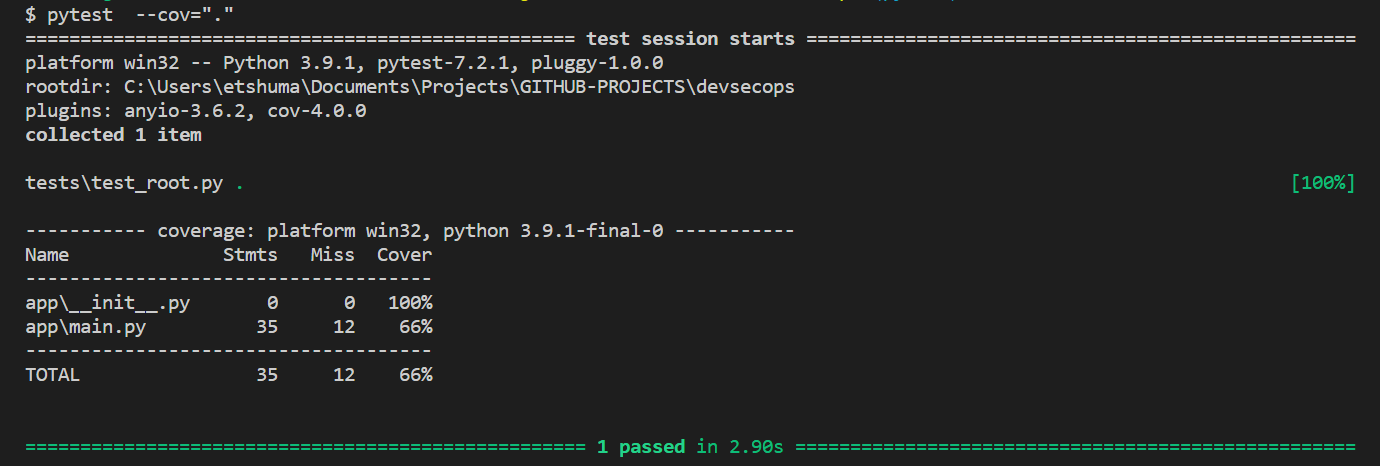 $ pytest  --cov="."
================================================== test session starts ==================================================
platform win32 -- Python 3.9.1, pytest-7.2.1, pluggy-1.0.0
rootdir: C:\Users\etshuma\Documents\Projects\GITHUB-PROJECTS\devsecops
plugins: anyio-3.6.2, cov-4.0.0
collected 1 item

tests\test_root.py .                                                                                               [100%]

----------- coverage: platform win32, python 3.9.1-final-0 -----------
Name              Stmts   Miss  Cover
-------------------------------------
app\__init__.py       0      0   100%
app\main.py          35     12    66%
-------------------------------------
TOTAL                35     12    66%


=================================================== 1 passed in 2.90s ===================================================